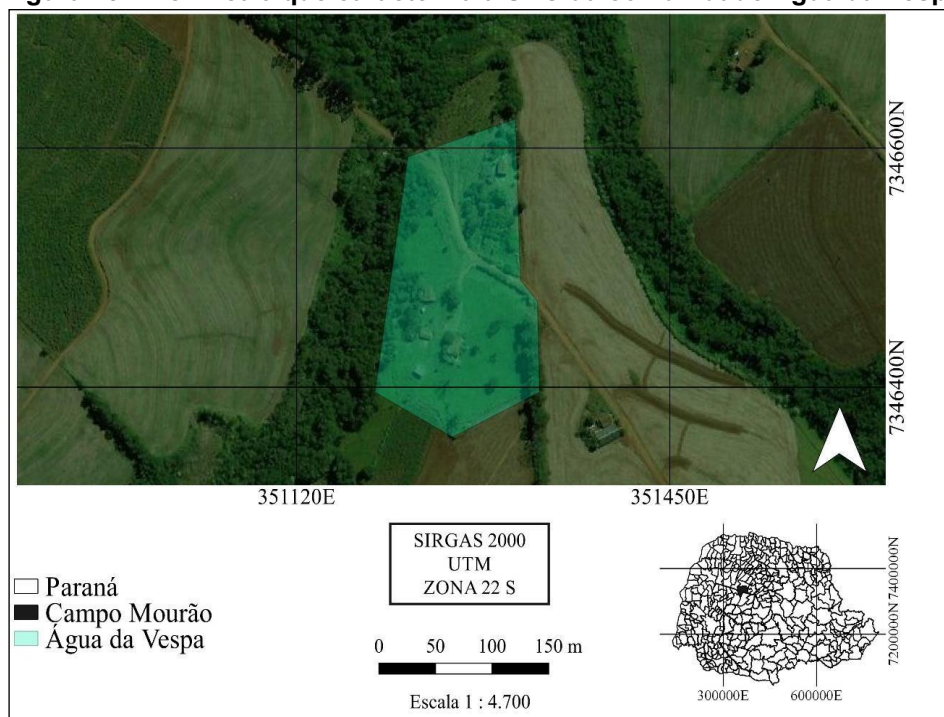 7346600N
7346400N
351120E 351450E
SIRGAS 2000
UTM
ZONA 22 S
Paraná
Campo Mourão
Água da Vespa
0 50 100 150 m
Escala 1 : 4.700
7400000N
7200000N
300000E 600000E